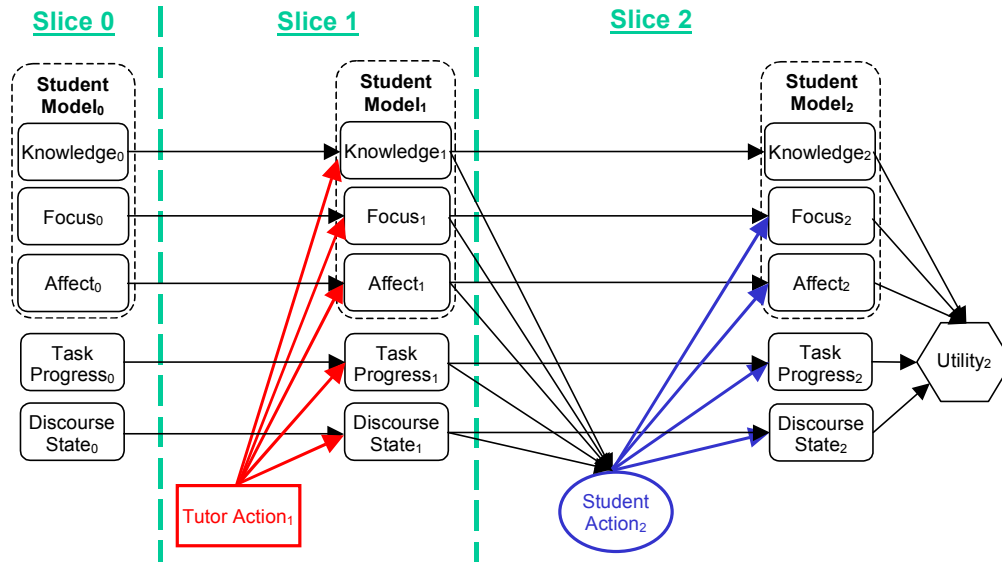 Slice 0
Slice 1
Slice 2
Student
Model₀
Student
Model₁
Student
Model₂
Knowledge₀
Knowledge₁
Knowledge₂
Focus₀
Focus₁
Focus₂
Affect₀
Affect₁
Affect₂
Task
Progress₀
Task
Progress₁
Task
Progress₂
Utility₂
Discourse
State₀
Discourse
State₁
Discourse
State₂
Tutor Action₁
Student
Action₂